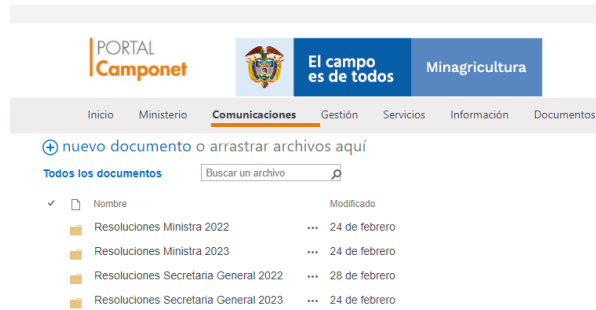 PORTAL
Camponet
El campo
es de todos
Minagricultura
Inicio Ministerio Comunicaciones Gestión Servicios Información Documentos
nuevo documento o arrastrar archivos aquí
Todos los documentos Buscar un archivo
Nombre Modificado
Resoluciones Ministra 2022 ... 24 de febrero
Resoluciones Ministra 2023 ... 24 de febrero
Resoluciones Secretaria General 2022 ... 28 de febrero
Resoluciones Secretaria General 2023 ... 24 de febrero